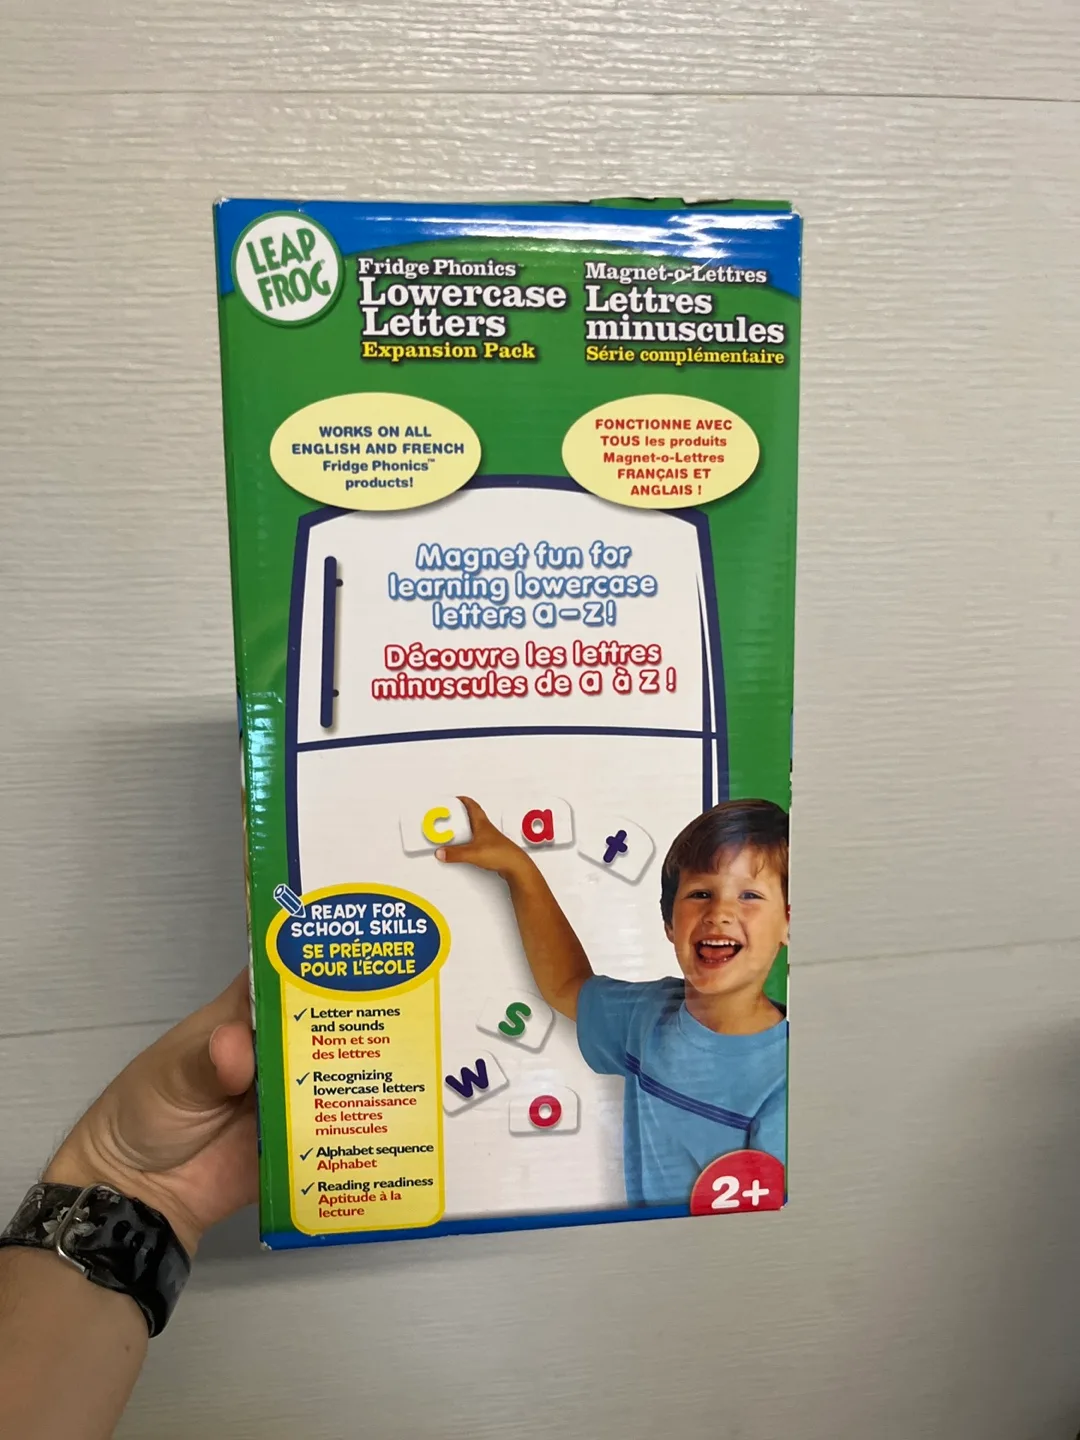 LEAP
FROG
Fridge Phonics™
Lowercase
Letters
Expansion Pack
Magnet-o-Lettres
Lettres
minuscules
Série complémentaire
WORKS ON ALL
ENGLISH AND FRENCH
Fridge Phonics™
products!
FONCTIONNE AVEC
TOUS les produits
Magnet-o-Lettres
FRANÇAIS ET
ANGLAIS !
Magnet fun for
learning lowercase
letters a-z!
Découvre les lettres
minuscules de a à z !
c a t
s
w
o
READY FOR
SCHOOL SKILLS
SE PRÉPARER
POUR L'ÉCOLE
✓ Letter names
and sounds
Nom et son
des lettres
✓ Recognizing
lowercase letters
Reconnaissance
des lettres
minuscules
✓ Alphabet sequence
Alphabet
✓ Reading readiness
Aptitude à la
lecture
2+